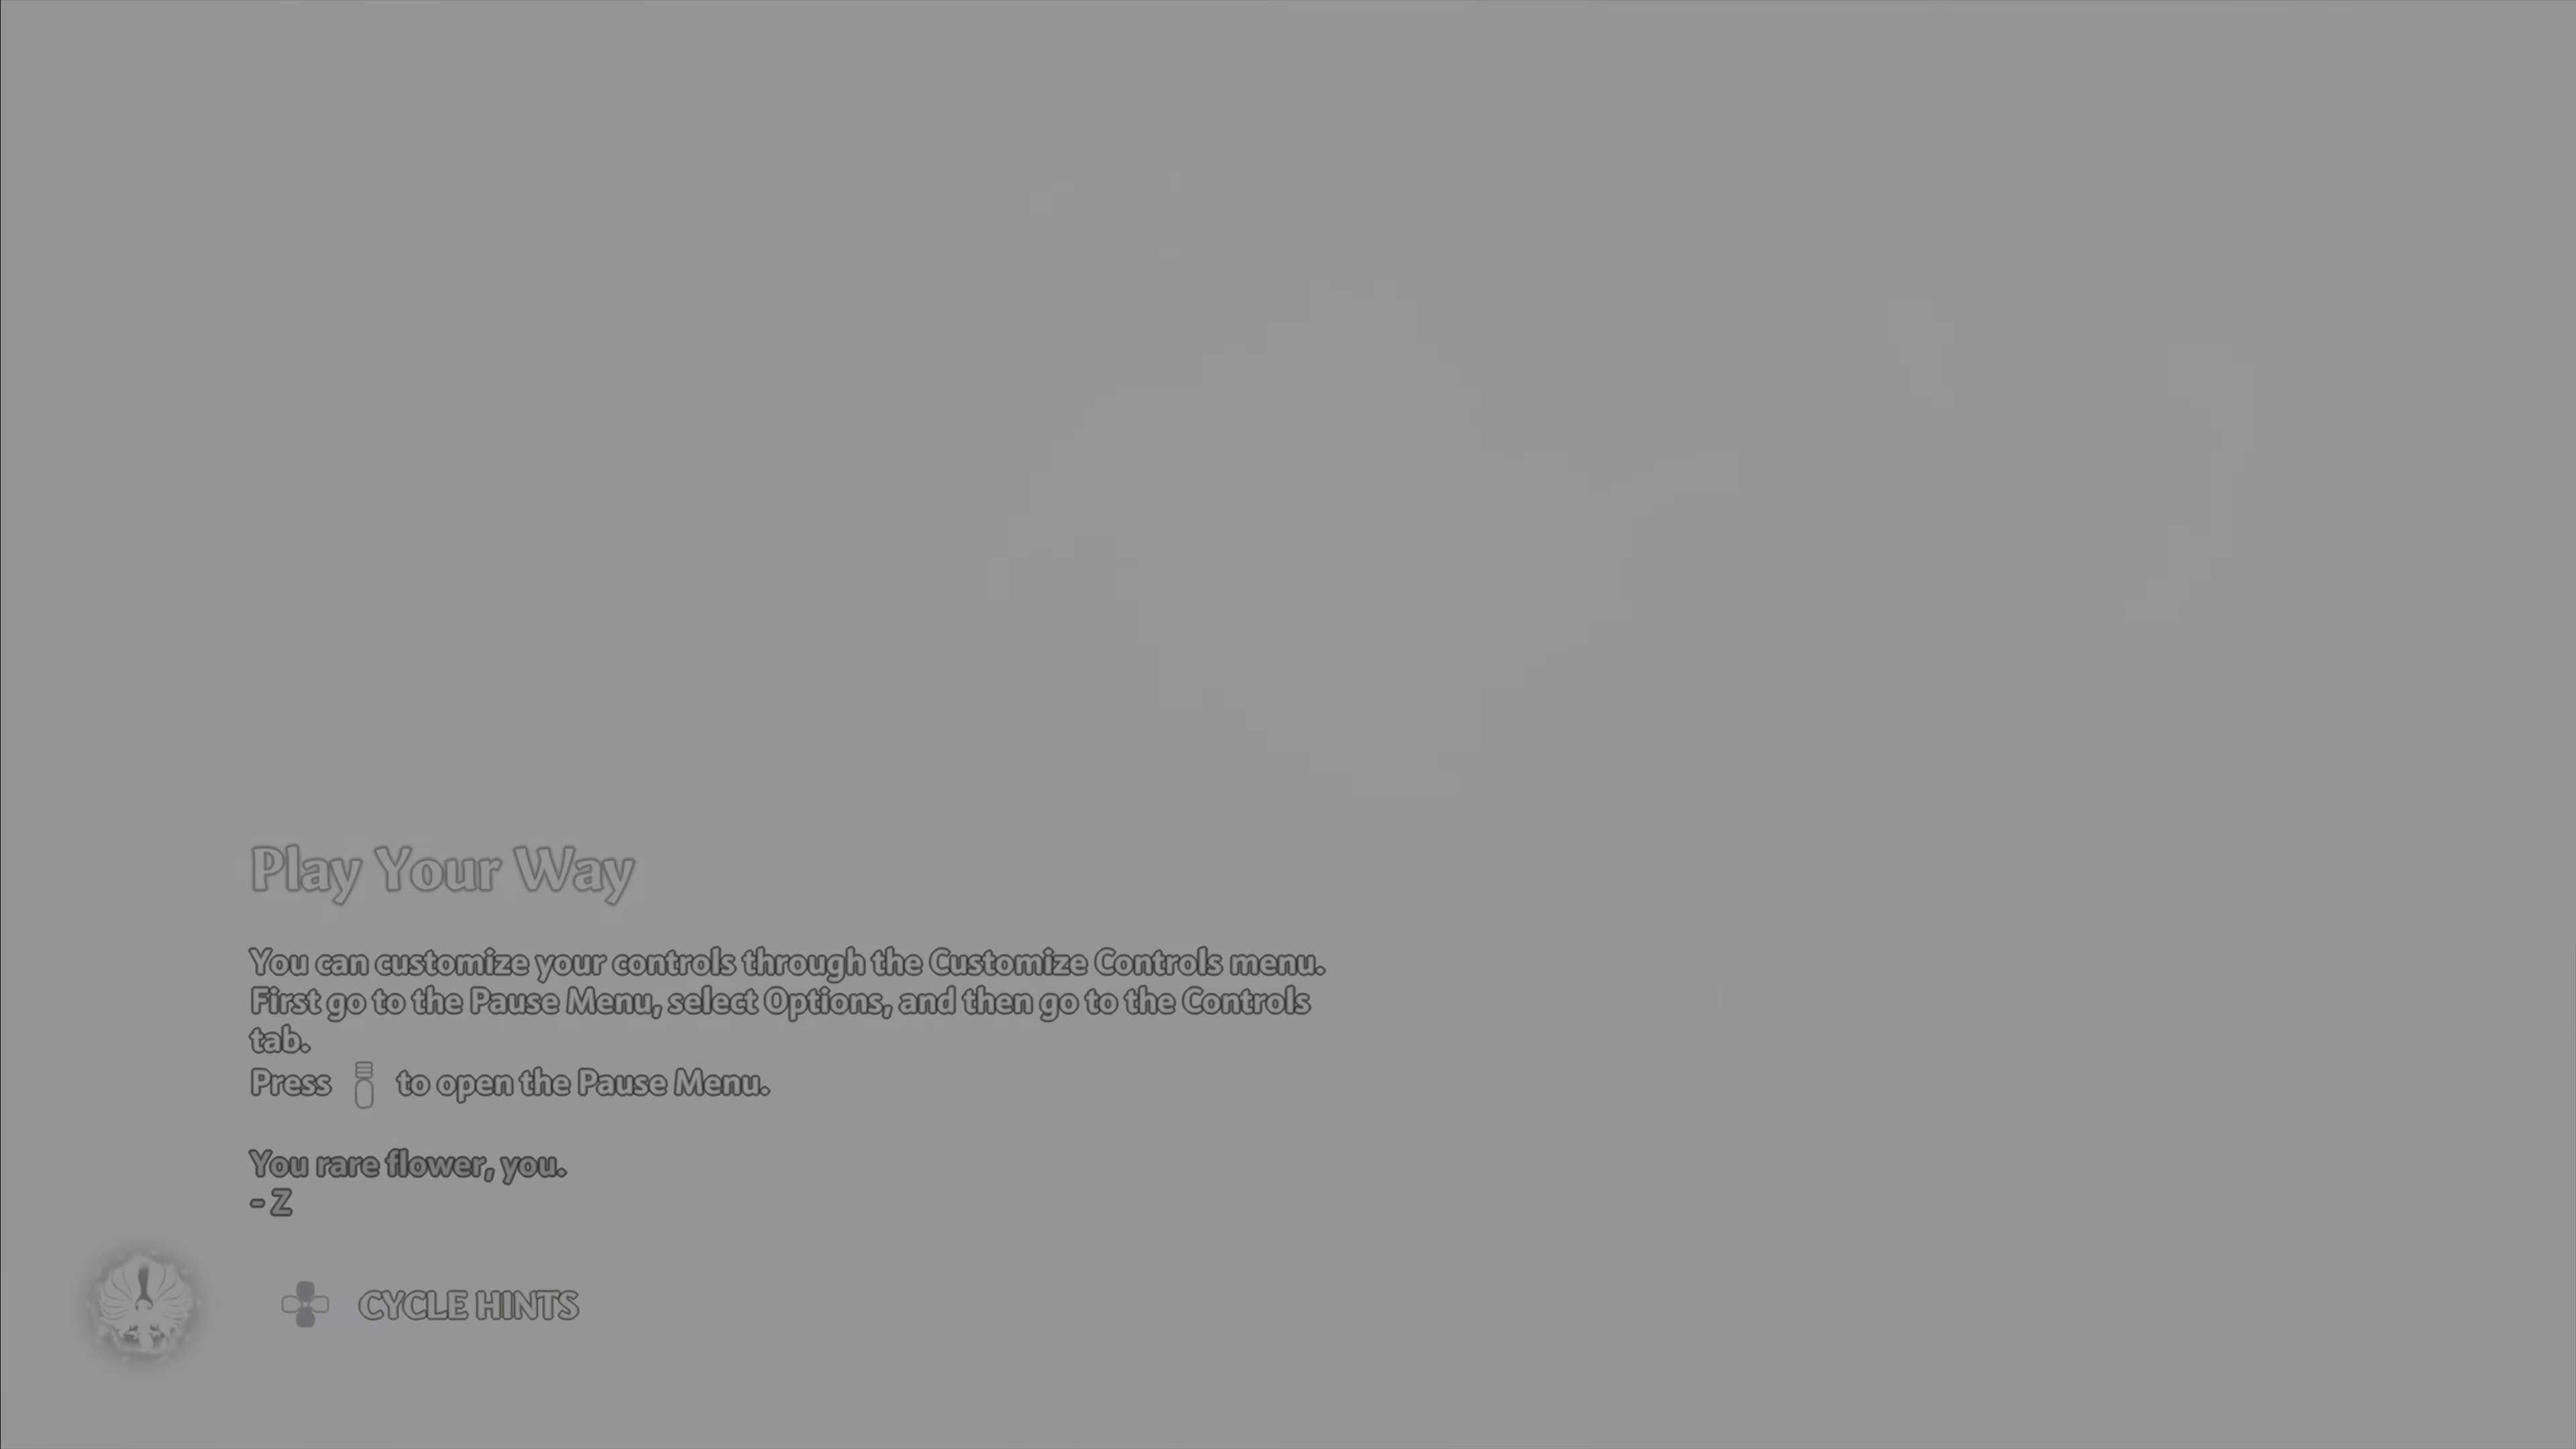 Play Your Way
You can customize your controls through the Customize Controls menu.
First go to the Pause Menu, select Options, and then go to the Controls
tab.
Press to open the Pause Menu.
You rare flower, you.
- Z
CYCLE HINTS